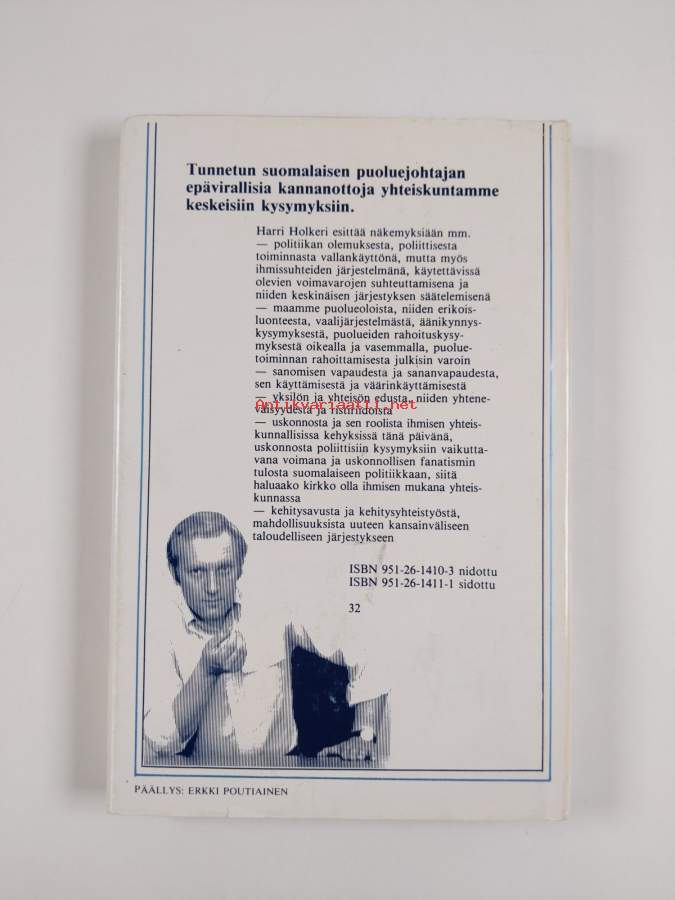 Tunnetun suomalaisen puoluejohtajan
epävirallisia kannanottoja yhteiskuntamme
keskeisiin kysymyksiin.
Harri Holkeri esittää näkemyksiään mm.
— politiikan olemuksesta, poliittisesta
toiminnasta vallankäyttönä, mutta myös
ihmissuhteiden järjestelmänä, käytettävissä
olevien voimavarojen suhteuttamisena ja
niiden keskinäisen järjestyksen säätelemisenä
— maamme puolueoloista, niiden erikois-
luonteesta, vaalijärjestelmästä, äänikynnys-
kysymyksestä, puolueiden rahoituskysy-
myksestä oikealla ja vasemmalla, puolue-
toiminnan rahoittamisesta julkisin varoin
— sanomisen vapaudesta ja sananvapaudesta,
sen käyttämisestä ja väärinkäyttämisestä
— yksilön ja yhteisön edusta, niiden yhtene-
Antikvariaatti.net
väisyydestä ja ristiriidoista
— uskonnosta ja sen roolista ihmisen yhteis-
kunnallisissa kehyksissä tänä päivänä,
uskonnosta poliittisiin kysymyksiin vaikutta-
vana voimana ja uskonnollisen fanatismin
tulosta suomalaiseen politiikkaan, siitä
haluaako kirkko olla ihmisen mukana yhteis-
kunnassa
— kehitysavusta ja kehitysyhteistyöstä,
mahdollisuuksista uuteen kansainväliseen
taloudelliseen järjestykseen
ISBN 951-26-1410-3 nidottu
ISBN 951-26-1411-1 sidottu
32
PÄÄLLYS: ERKKI POUTIAINEN